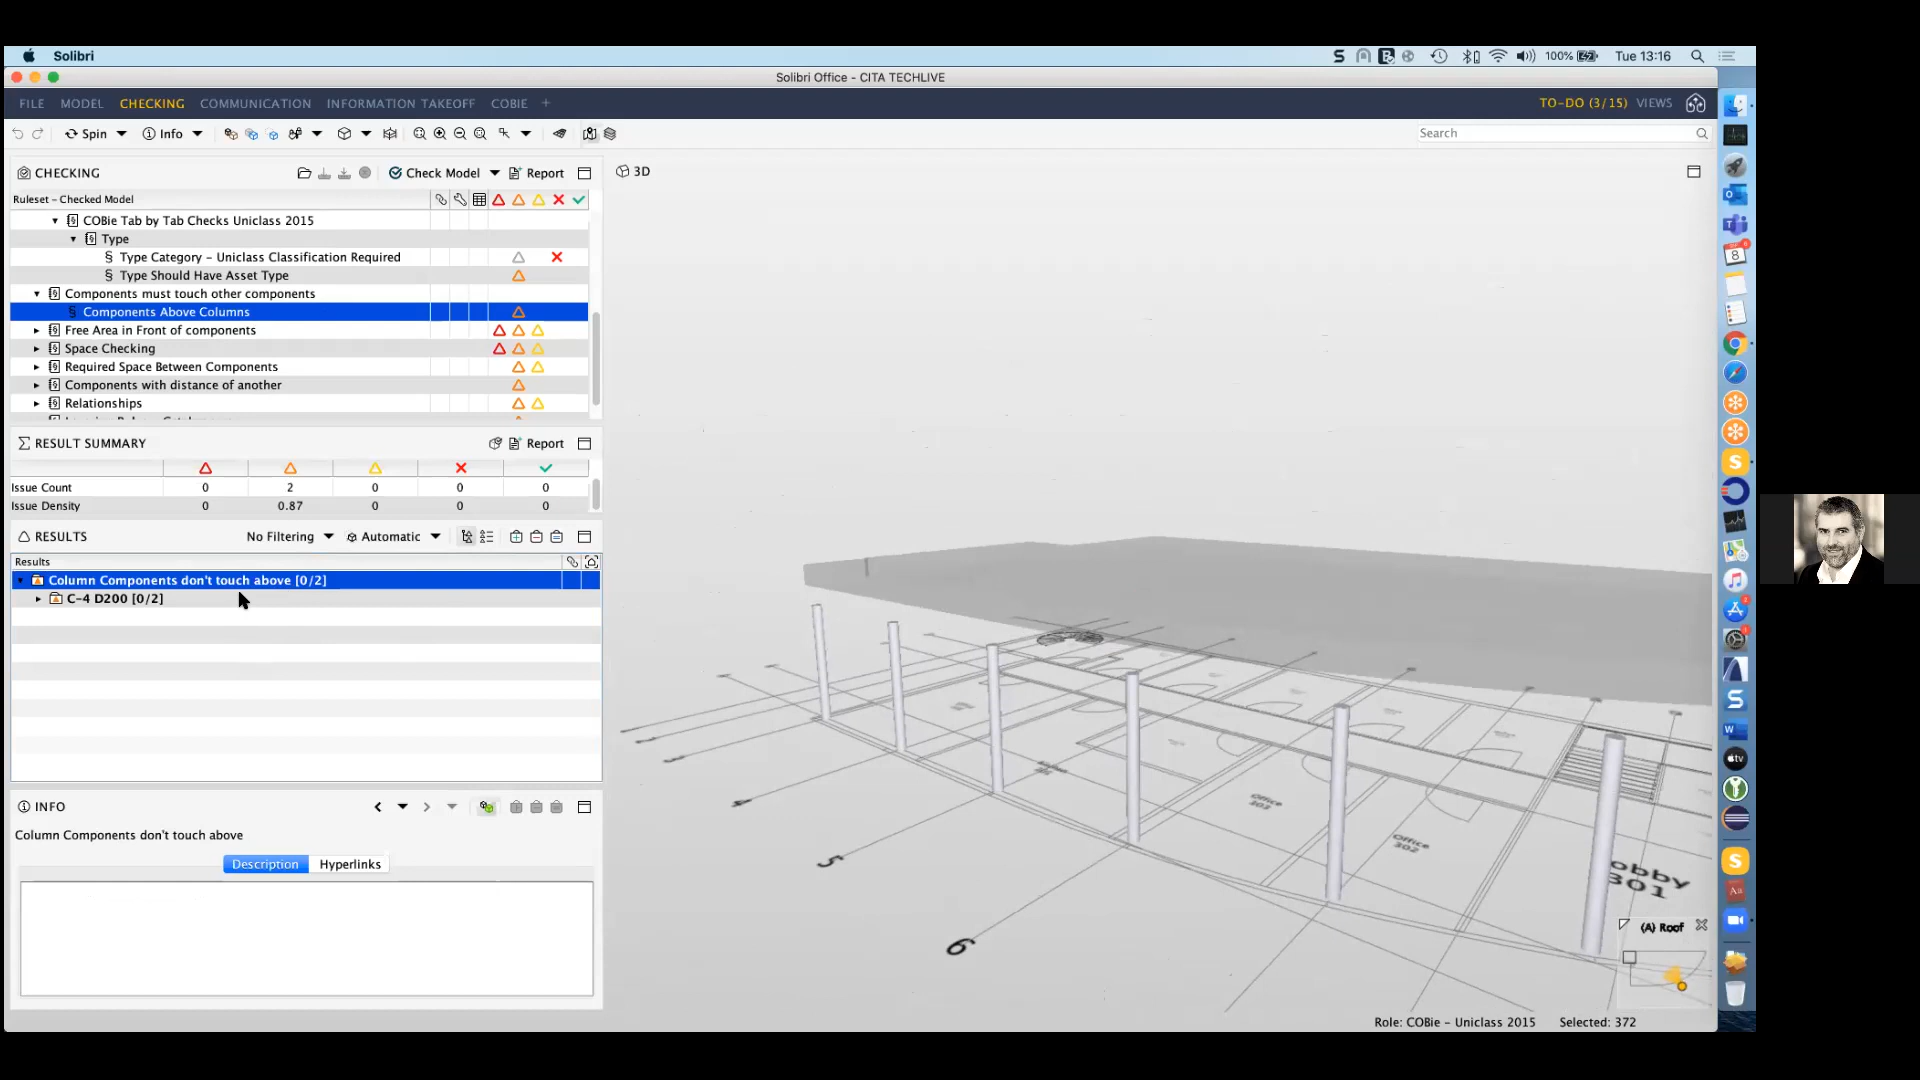 Solibri
100%
Tue 13:16
Solibri Office - CITA TECHLIVE
FILE MODEL CHECKING COMMUNICATION INFORMATION TAKEOFF COBIE +
TO-DO (3/15) VIEWS
Spin Info
Search
CHECKING
Check Model Report
Ruleset - Checked Model
COBie Tab by Tab Checks Uniclass 2015
Type
§ Type Category - Uniclass Classification Required
§ Type Should Have Asset Type
Components must touch other components
§ Components Above Columns
Free Area in Front of components
Space Checking
Required Space Between Components
Components with distance of another
Relationships
RESULT SUMMARY
Report
Issue Count 0 2 0 0 0
Issue Density 0 0.87 0 0 0
RESULTS
No Filtering Automatic
Results
Column Components don't touch above [0/2]
C-4 D200 [0/2]
INFO
Column Components don't touch above
Description Hyperlinks
3D
Office
303
Office
302
obby
301
5
6
(A) Roof
Role: COBie - Uniclass 2015 Selected: 372